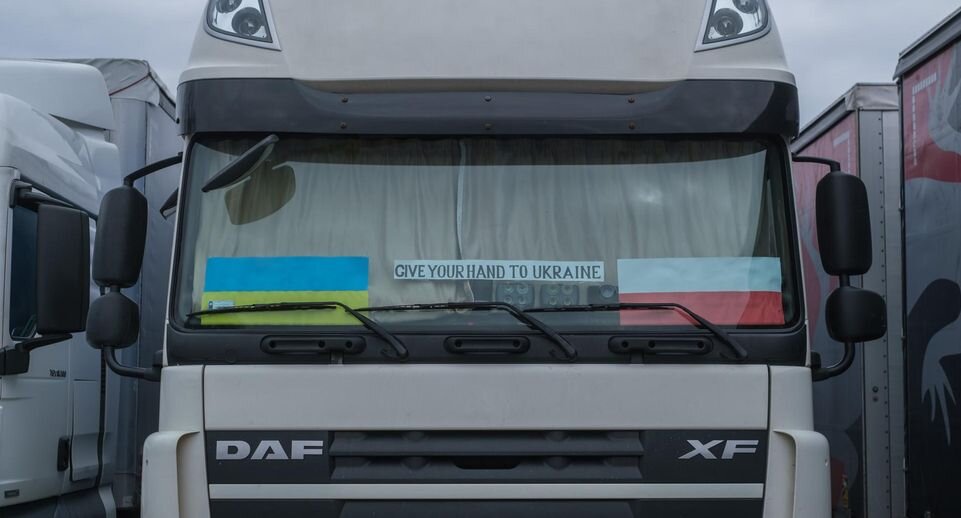 GIVE YOUR HAND TO UKRAINE
DAF
XF